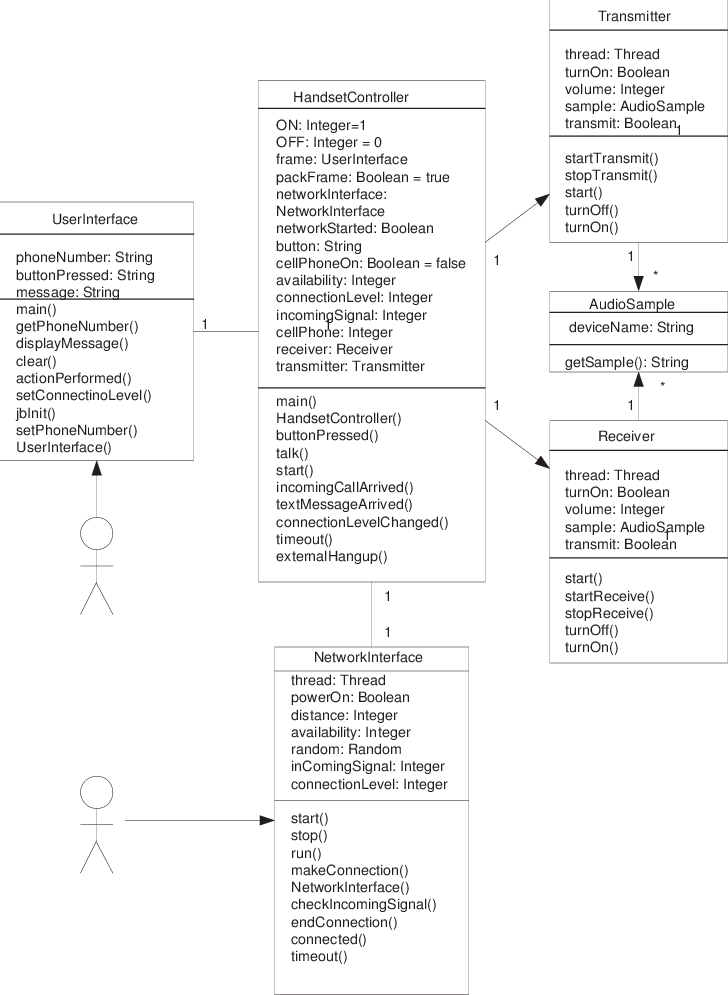 Transmitter
thread: Thread
turnOn: Boolean
volume: Integer
sample: AudioSample
transmit: Boolean
1
startTransmit()
stopTransmit()
start()
turnOff()
turnOn()
HandsetController
ON: Integer=1
OFF: Integer = 0
frame: UserInterface
packFrame: Boolean = true
networkInterface:
NetworkInterface
networkStarted: Boolean
button: String
cellPhoneOn: Boolean = false
availability: Integer
connectionLevel: Integer
incomingSignal: Integer
1
cellPhone: Integer
receiver: Receiver
transmitter: Transmitter
main()
HandsetController()
buttonPressed()
talk()
start()
incomingCallArrived()
textMessageArrived()
connectionLevelChanged()
timeout()
externalHangup()
UserInterface
phoneNumber: String
buttonPressed: String
message: String
main()
getPhoneNumber()
displayMessage()
clear()
actionPerformed()
setConnectinoLevel()
jbInit()
setPhoneNumber()
UserInterface()
1
1
1
*
AudioSample
deviceName: String
getSample(): String
*
1
1
Receiver
thread: Thread
turnOn: Boolean
volume: Integer
sample: AudioSample
1
transmit: Boolean
start()
startReceive()
stopReceive()
turnOff()
turnOn()
1
1
NetworkInterface
thread: Thread
powerOn: Boolean
distance: Integer
availability: Integer
random: Random
inComingSignal: Integer
connectionLevel: Integer
start()
stop()
run()
makeConnection()
NetworkInterface()
checkIncomingSignal()
endConnection()
connected()
timeout()